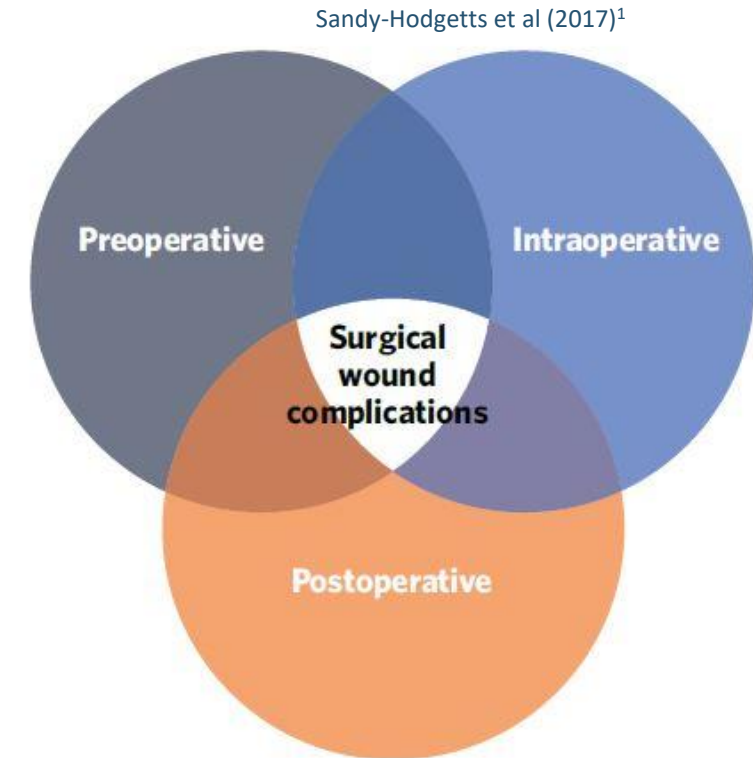 Sandy-Hodgetts et al (2017)¹
Preoperative
Intraoperative
Surgical
wound
complications
Postoperative